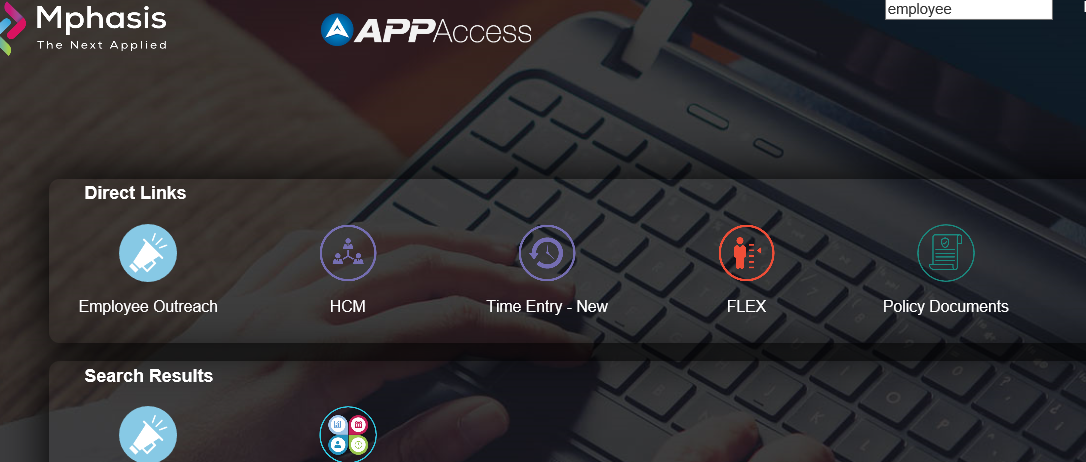 Mphasis
The Next Applied
APPAccess
employee
Direct Links
Employee Outreach
HCM
Time Entry - New
FLEX
Policy Documents
Search Results